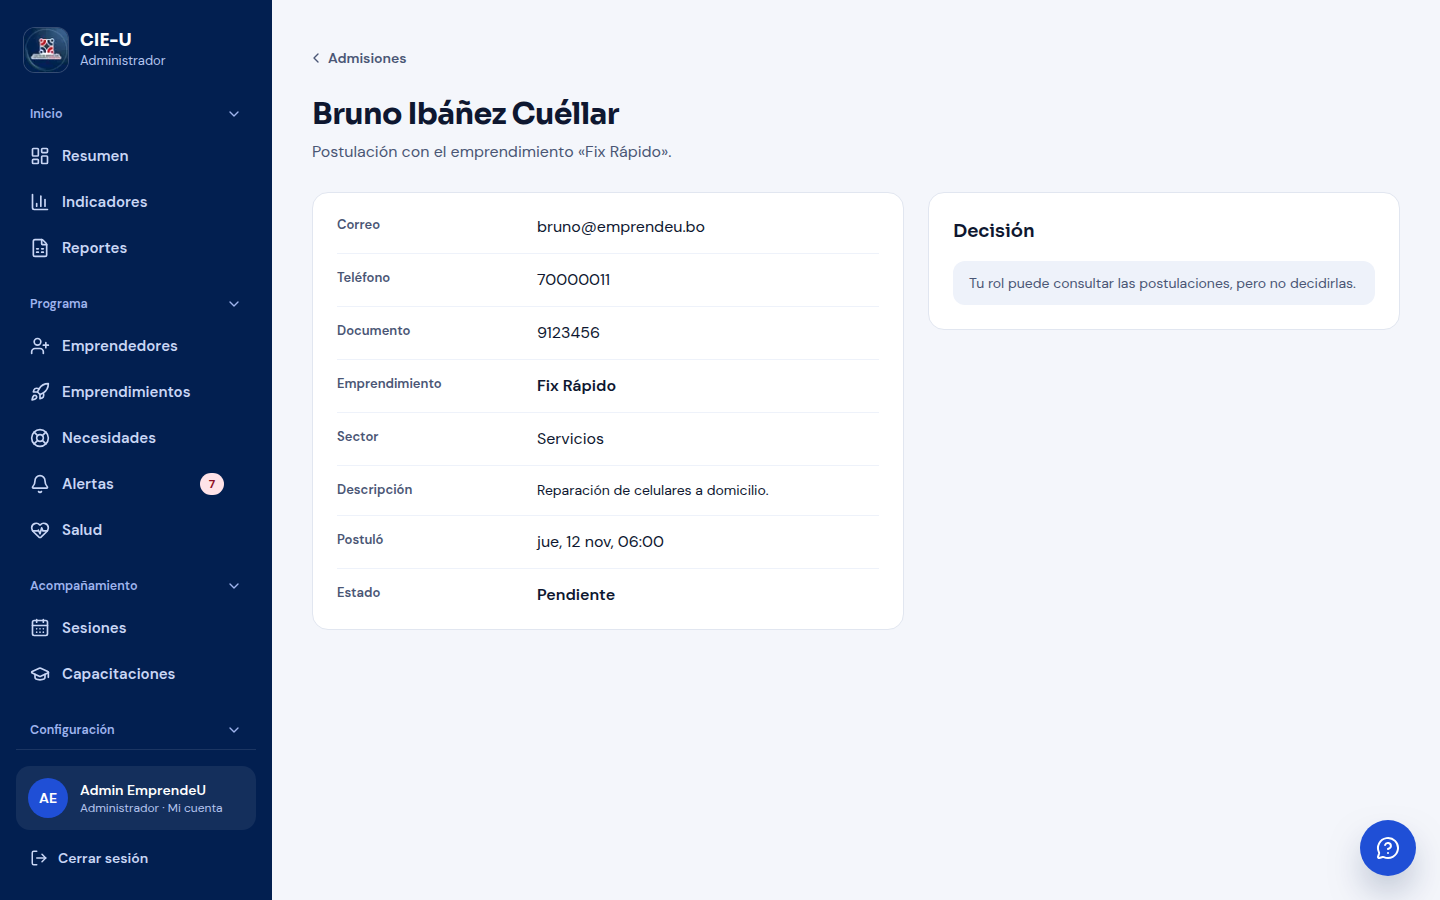 CIE-U
Administrador
Inicio
Resumen
Indicadores
Reportes
Programa
Emprendedores
Emprendimientos
Necesidades
Alertas 7
Salud
Acompañamiento
Sesiones
Capacitaciones
Configuración
AE
Admin EmprendeU
Administrador · Mi cuenta
Cerrar sesión
Admisiones
Bruno Ibáñez Cuéllar
Postulación con el emprendimiento «Fix Rápido».
Correo bruno@emprendeu.bo
Teléfono 70000011
Documento 9123456
Emprendimiento Fix Rápido
Sector Servicios
Descripción Reparación de celulares a domicilio.
Postuló jue, 12 nov, 06:00
Estado Pendiente
Decisión
Tu rol puede consultar las postulaciones, pero no decidirlas.